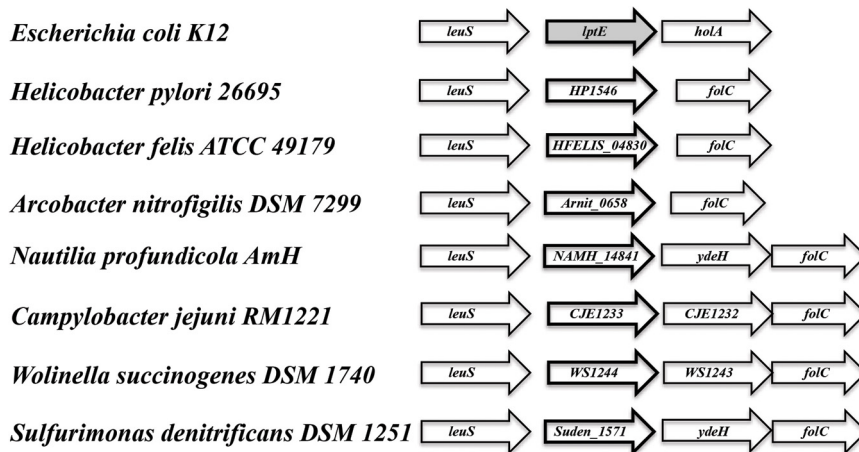 Escherichia coli K12 leuS lptE holA
Helicobacter pylori 26695 leuS HP1546 folC
Helicobacter felis ATCC 49179 leuS HFELIS_04830 folC
Arcobacter nitrofigilis DSM 7299 leuS Arnit_0658 folC
Nautilia profundicola AmH leuS NAMH_14841 ydeH folC
Campylobacter jejuni RM1221 leuS CJE1233 CJE1232 folC
Wolinella succinogenes DSM 1740 leuS WS1244 WS1243 folC
Sulfurimonas denitrificans DSM 1251 leuS Suden_1571 ydeH folC